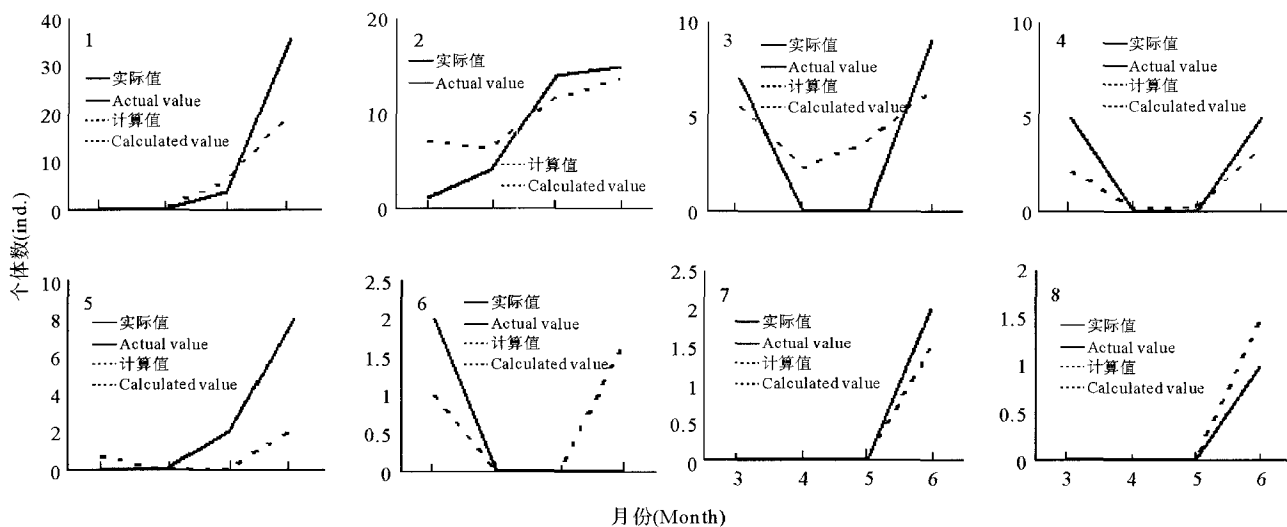 40
30
20
10
0
1
实际值
Actual value
计算值
Calculated value
20
10
0
2
实际值
Actual value
计算值
Calculated value
10
5
0
3
实际值
Actual value
计算值
Calculated value
10
5
0
4
实际值
Actual value
计算值
Calculated value
个体数(ind.)
10
8
6
4
2
0
5
实际值
Actual value
计算值
Calculated value
2.5
2
1.5
1
0.5
0
6
实际值
Actual value
计算值
Calculated value
2.5
2
1.5
1
0.5
0
7
实际值
Actual value
计算值
Calculated value
3 4 5 6
2
1.5
1
0.5
0
8
实际值
Actual value
计算值
Calculated value
3 4 5 6
月份(Month)